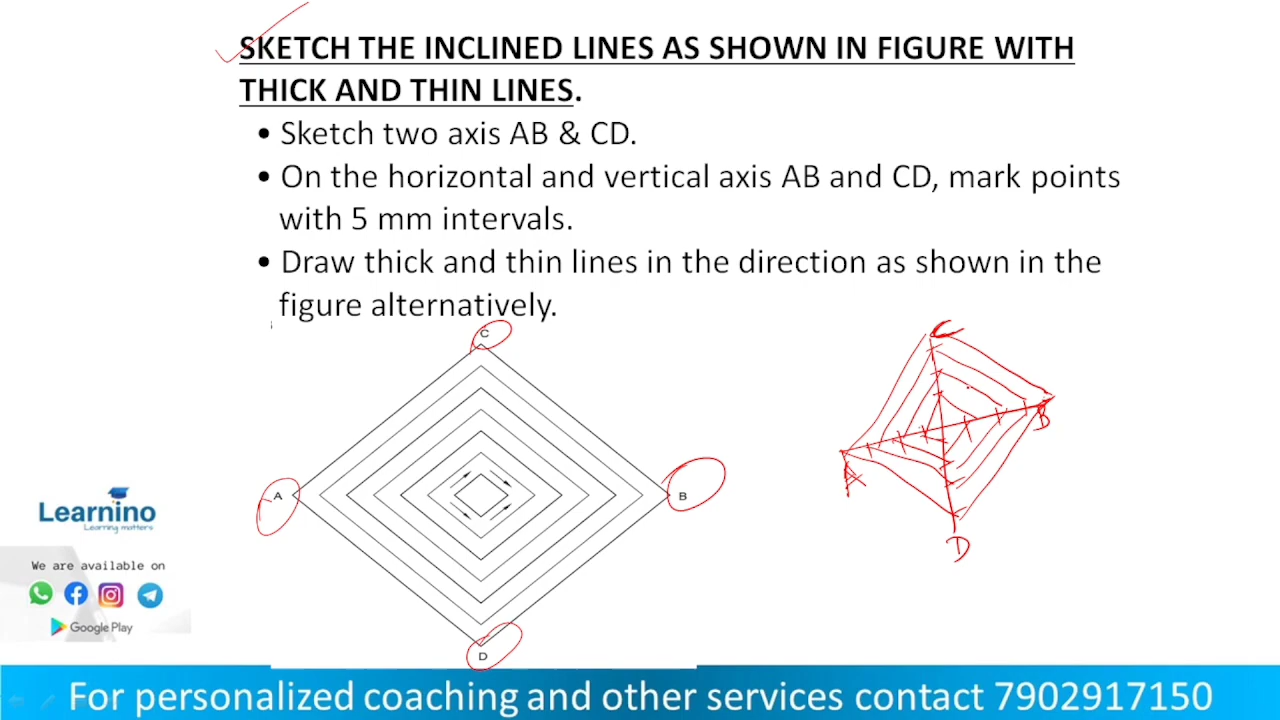 SKETCH THE INCLINED LINES AS SHOWN IN FIGURE WITH
THICK AND THIN LINES.
• Sketch two axis AB & CD.
• On the horizontal and vertical axis AB and CD, mark points
with 5 mm intervals.
• Draw thick and thin lines in the direction as shown in the
figure alternatively.
C
A
B
D
C
A
B
D
Learnino
Learning matters
We are available on
Google Play
For personalized coaching and other services contact 7902917150